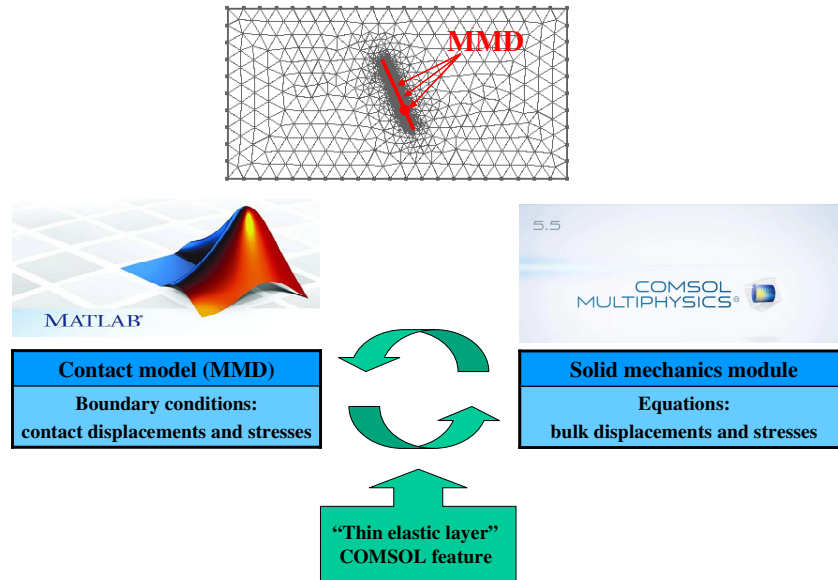 MMD
MATLAB®
5.5
COMSOL
MULTIPHYSICS®
Contact model (MMD)
Boundary conditions:
contact displacements and stresses
Solid mechanics module
Equations:
bulk displacements and stresses
“Thin elastic layer”
COMSOL feature